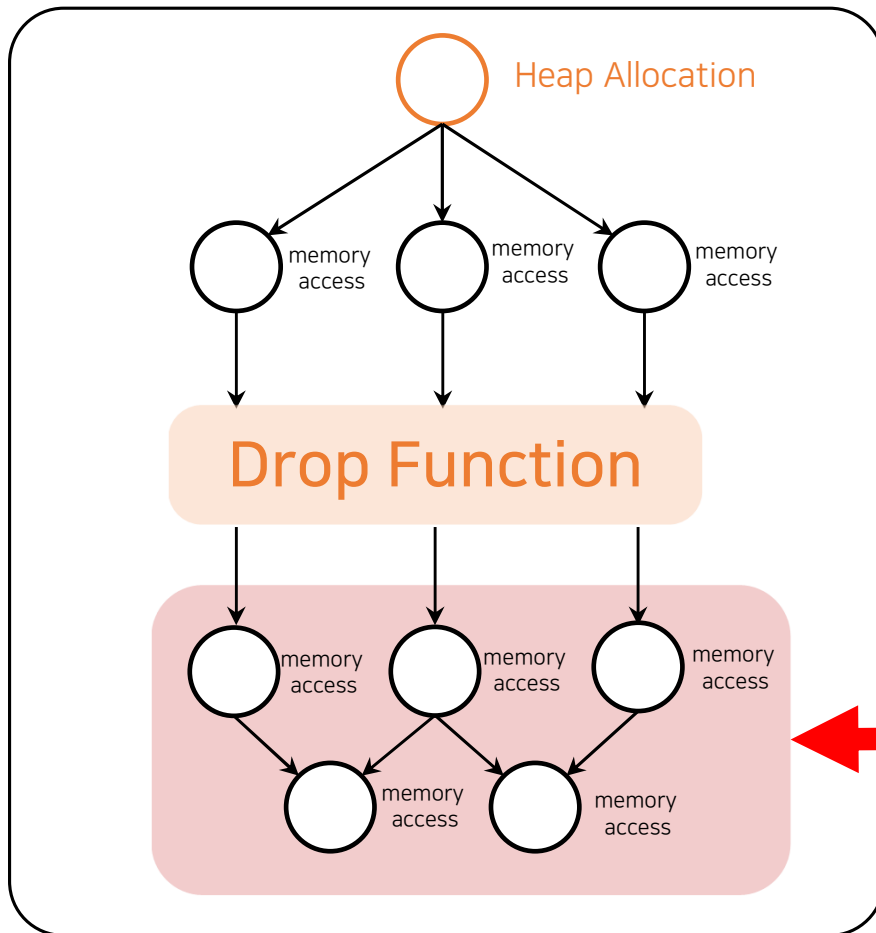 Heap Allocation
memory
access
memory
access
memory
access
Drop Function
memory
access
memory
access
memory
access
memory
access
memory
access